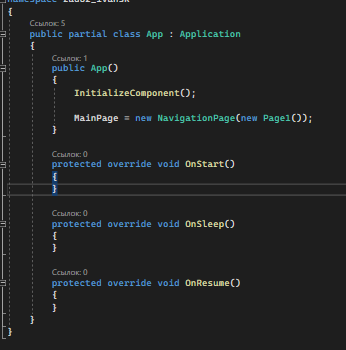 {
Ссылок: 5
public partial class App : Application
{
Ссылок: 1
public App()
{
InitializeComponent();
MainPage = new NavigationPage(new Page1());
}
Ссылок: 0
protected override void OnStart()
{
}
Ссылок: 0
protected override void OnSleep()
{
}
Ссылок: 0
protected override void OnResume()
{
}
}
}